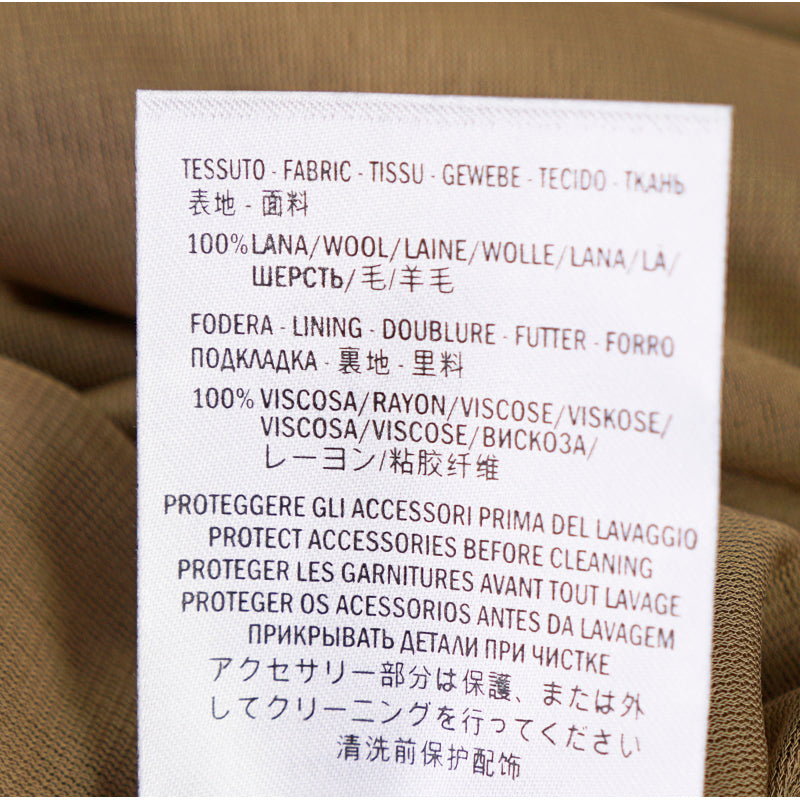 TESSUTO - FABRIC - TISSU - GEWEBE - TECIDO - ТКАНЬ
表地 - 面料
100% LANA/WOOL/LAINE/WOLLE/LANA/LÃ/
ШЕРСТЬ/毛/羊毛
FODERA - LINING - DOUBLURE - FUTTER - FORRO
ПОДКЛАДКА - 裏地 - 里料
100% VISCOSA/RAYON/VISCOSE/VISKOSE/
VISCOSA/VISCOSE/ВИСКОЗА/
レーヨン/粘胶纤维
PROTEGGERE GLI ACCESSORI PRIMA DEL LAVAGGIO
PROTECT ACCESSORIES BEFORE CLEANING
PROTEGER LES GARNITURES AVANT TOUT LAVAGE
PROTEGER OS ACESSORIOS ANTES DA LAVAGEM
ПРИКРЫВАТЬ ДЕТАЛИ ПРИ ЧИСТКЕ
アクセサリー部分は保護、または外
してクリーニングを行ってください
清洗前保护配饰